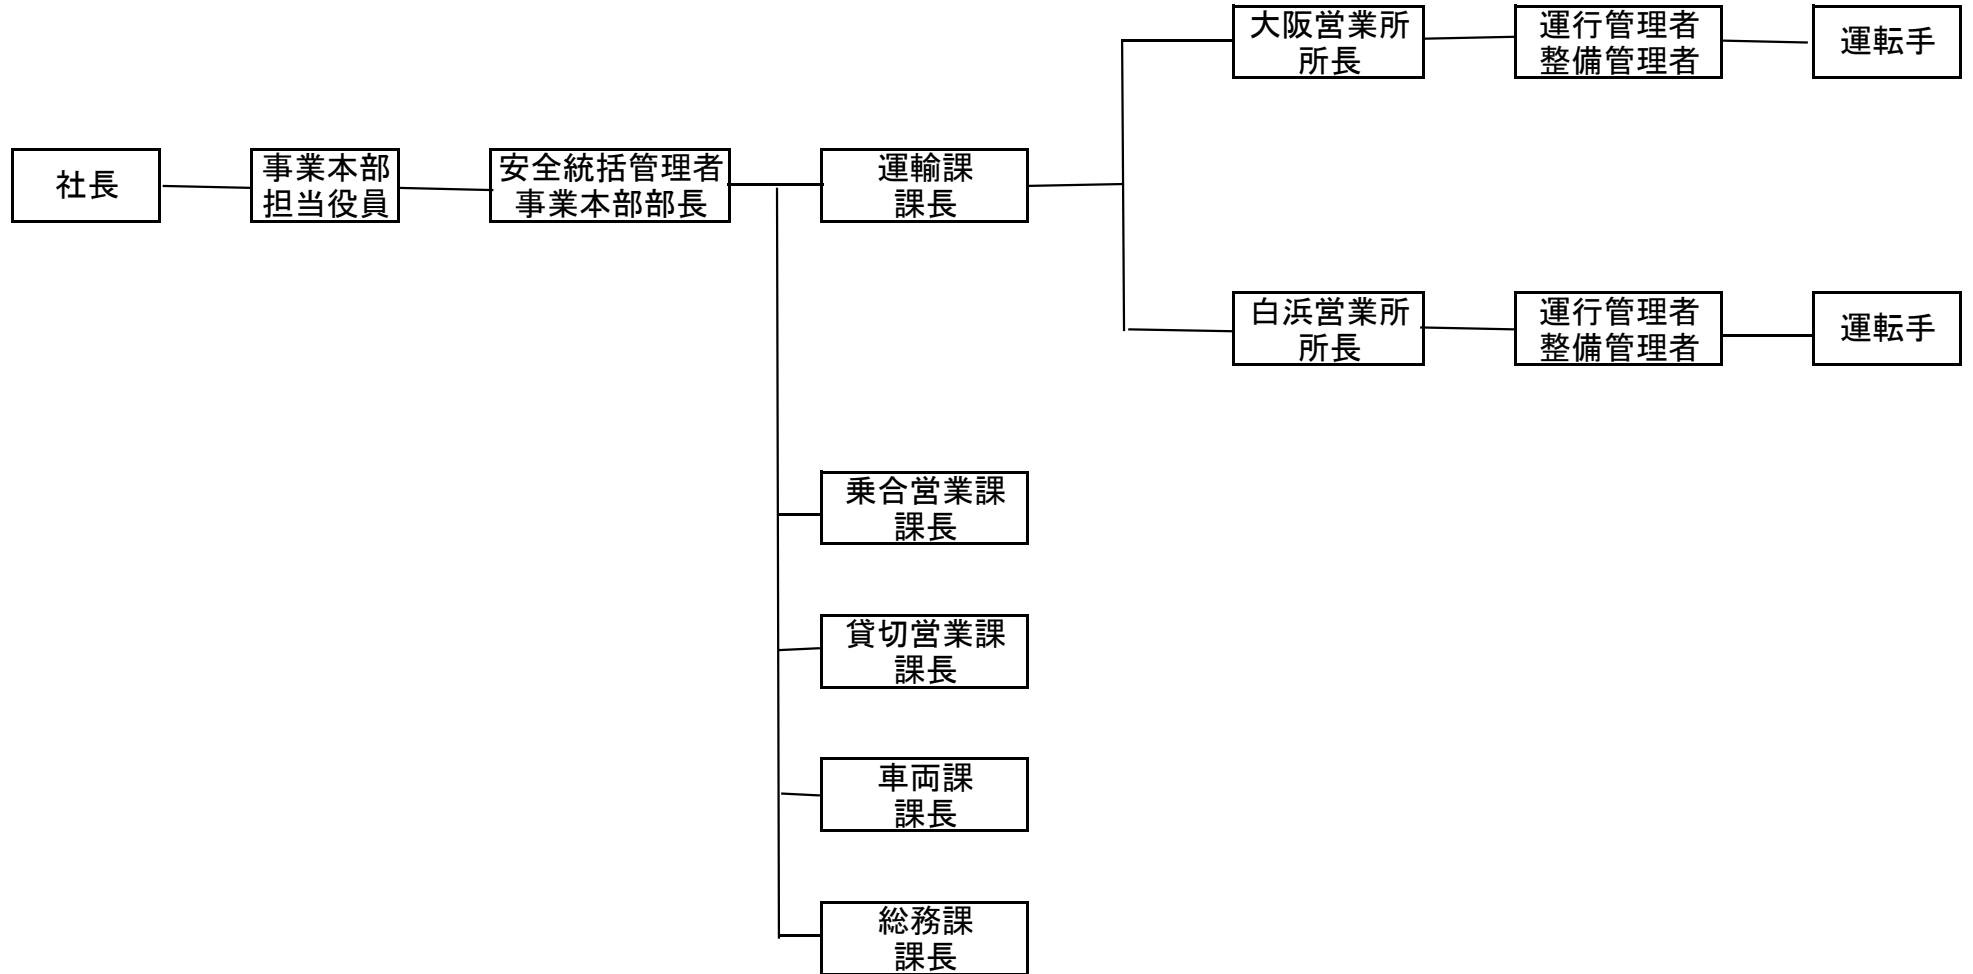 大阪営業所
所長
運行管理者
整備管理者
運転手
社長
事業本部
担当役員
安全統括管理者
事業本部部長
運輸課
課長
白浜営業所
所長
運行管理者
整備管理者
運転手
乗合営業課
課長
貸切営業課
課長
車両課
課長
総務課
課長